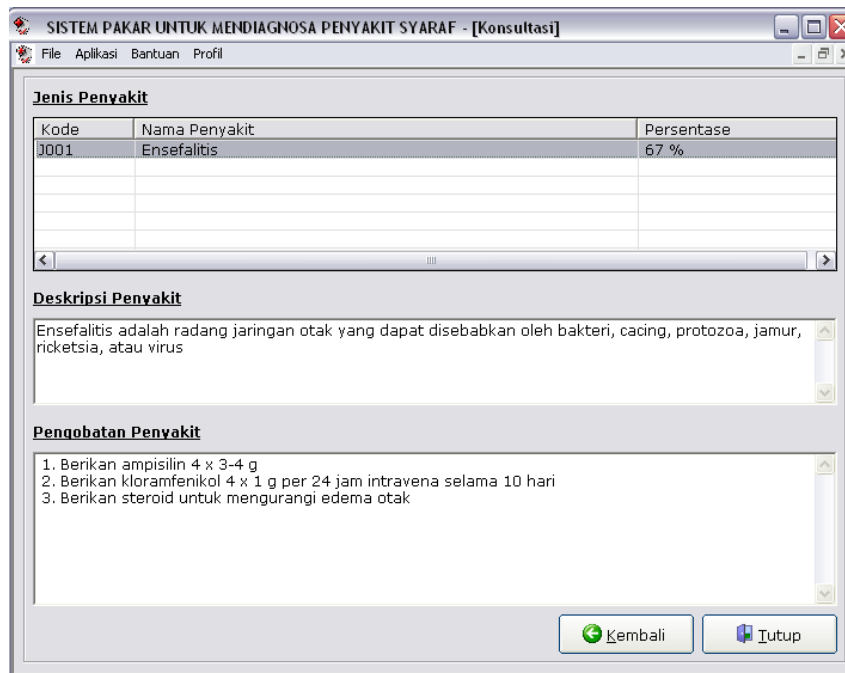 SISTEM PAKAR UNTUK MENDIAGNOSA PENYAKIT SYARAF - [Konsultasi]
File Aplikasi Bantuan Profil
Jenis Penyakit
Kode Nama Penyakit Persentase
J001 Ensefalitis 67 %
Deskripsi Penyakit
Ensefalitis adalah radang jaringan otak yang dapat disebabkan oleh bakteri, cacing, protozoa, jamur,
ricketsia, atau virus
Pengobatan Penyakit
1. Berikan ampisilin 4 x 3-4 g
2. Berikan kloramfenikol 4 x 1 g per 24 jam intravena selama 10 hari
3. Berikan steroid untuk mengurangi edema otak
Kembali Tutup